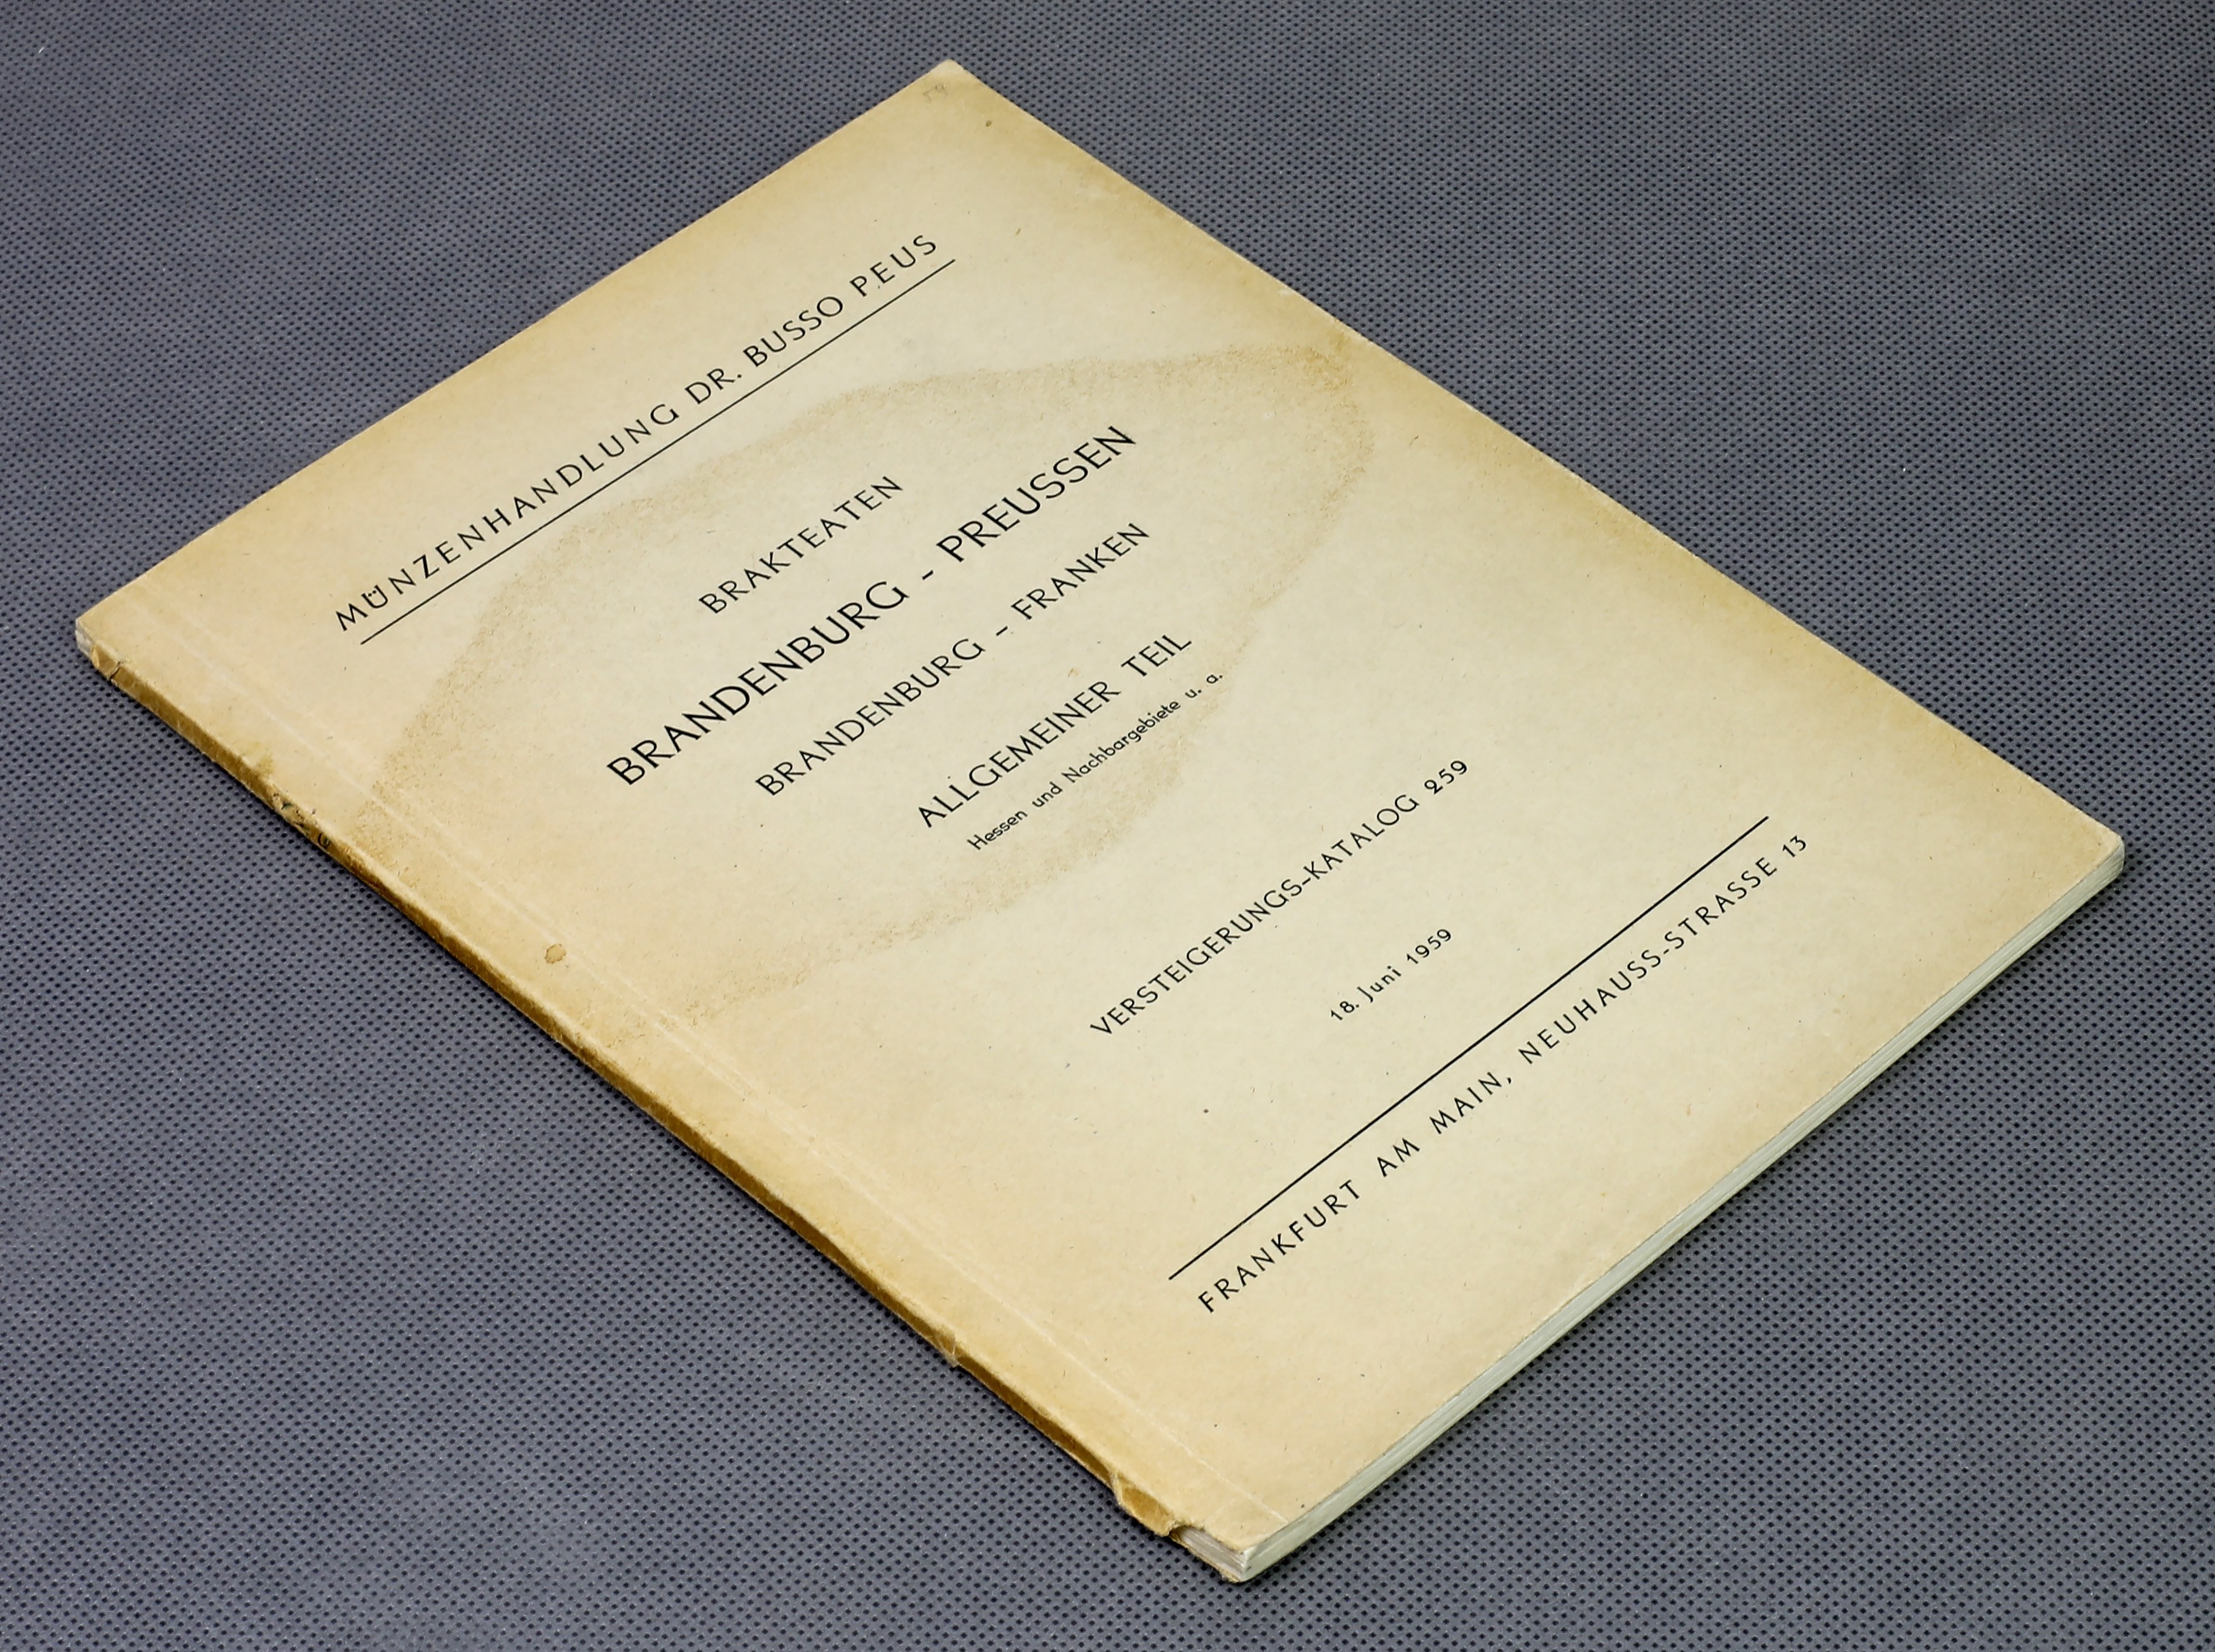 MÜNZENHANDLUNG DR. BUSSO PEUS
BRAKTEATEN
BRANDENBURG - PREUSSEN
BRANDENBURG - FRANKEN
ALLGEMEINER TEIL
Hessen und Nachbargebiete u. a.
VERSTEIGERUNGS-KATALOG 259
18. Juni 1959
FRANKFURT AM MAIN, NEUHAUSS-STRASSE 13